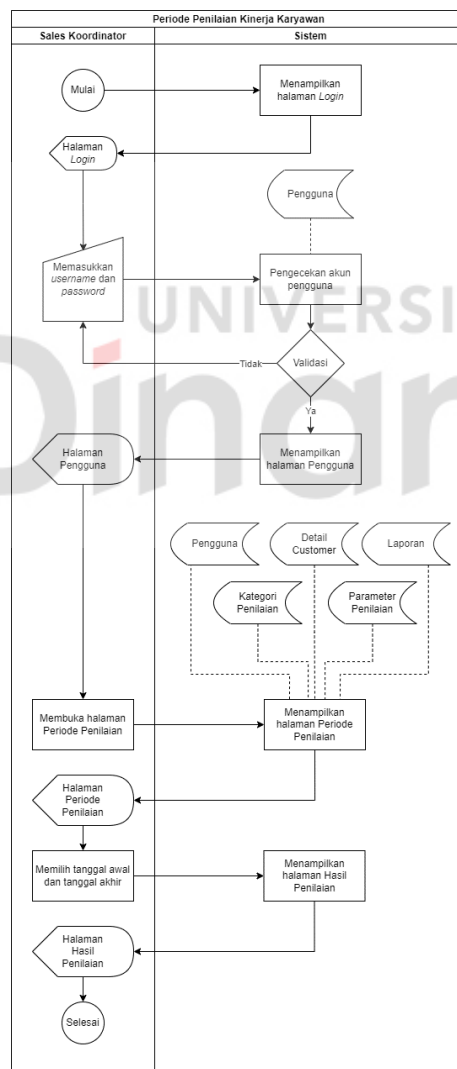 Periode Penilaian Kinerja Karyawan
Sales Koordinator
Sistem
Mulai
Menampilkan
halaman Login
Halaman
Login
Pengguna
Memasukkan
username dan
password
Pengecekan akun
pengguna
UNIVERSI
Dinar
Tidak
Validasi
Ya
Halaman
Pengguna
Menampilkan
halaman Pengguna
Pengguna
Detail
Customer
Laporan
Kategori
Penilaian
Parameter
Penilaian
Membuka halaman
Periode Penilaian
Menampilkan
halaman Periode
Penilaian
Halaman
Periode
Penilaian
Memilih tanggal awal
dan tanggal akhir
Menampilkan
halaman Hasil
Penilaian
Halaman
Hasil
Penilaian
Selesai